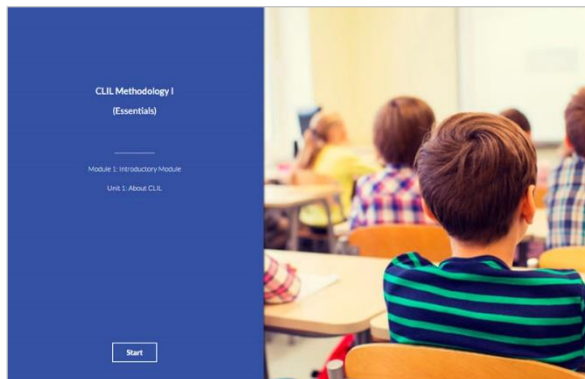 CLIL Methodology I
(Essentials)
Module 1: Introductory Module
Unit 1: About CLIL
Start